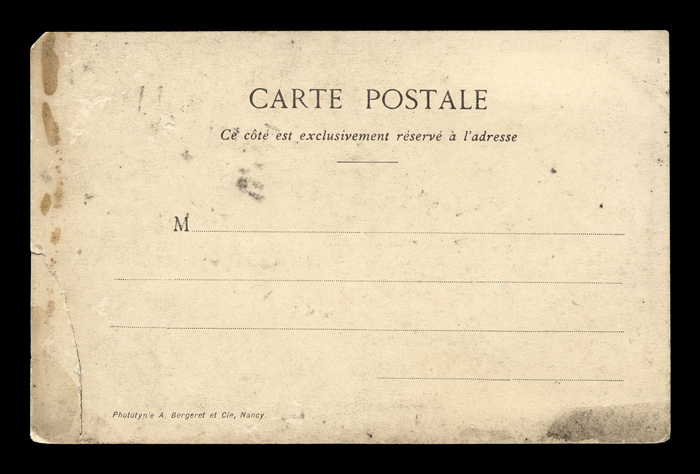 CARTE POSTALE
Ce côté est exclusivement réservé à l'adresse
M
Phototypie A. Bergeret et Cie, Nancy.